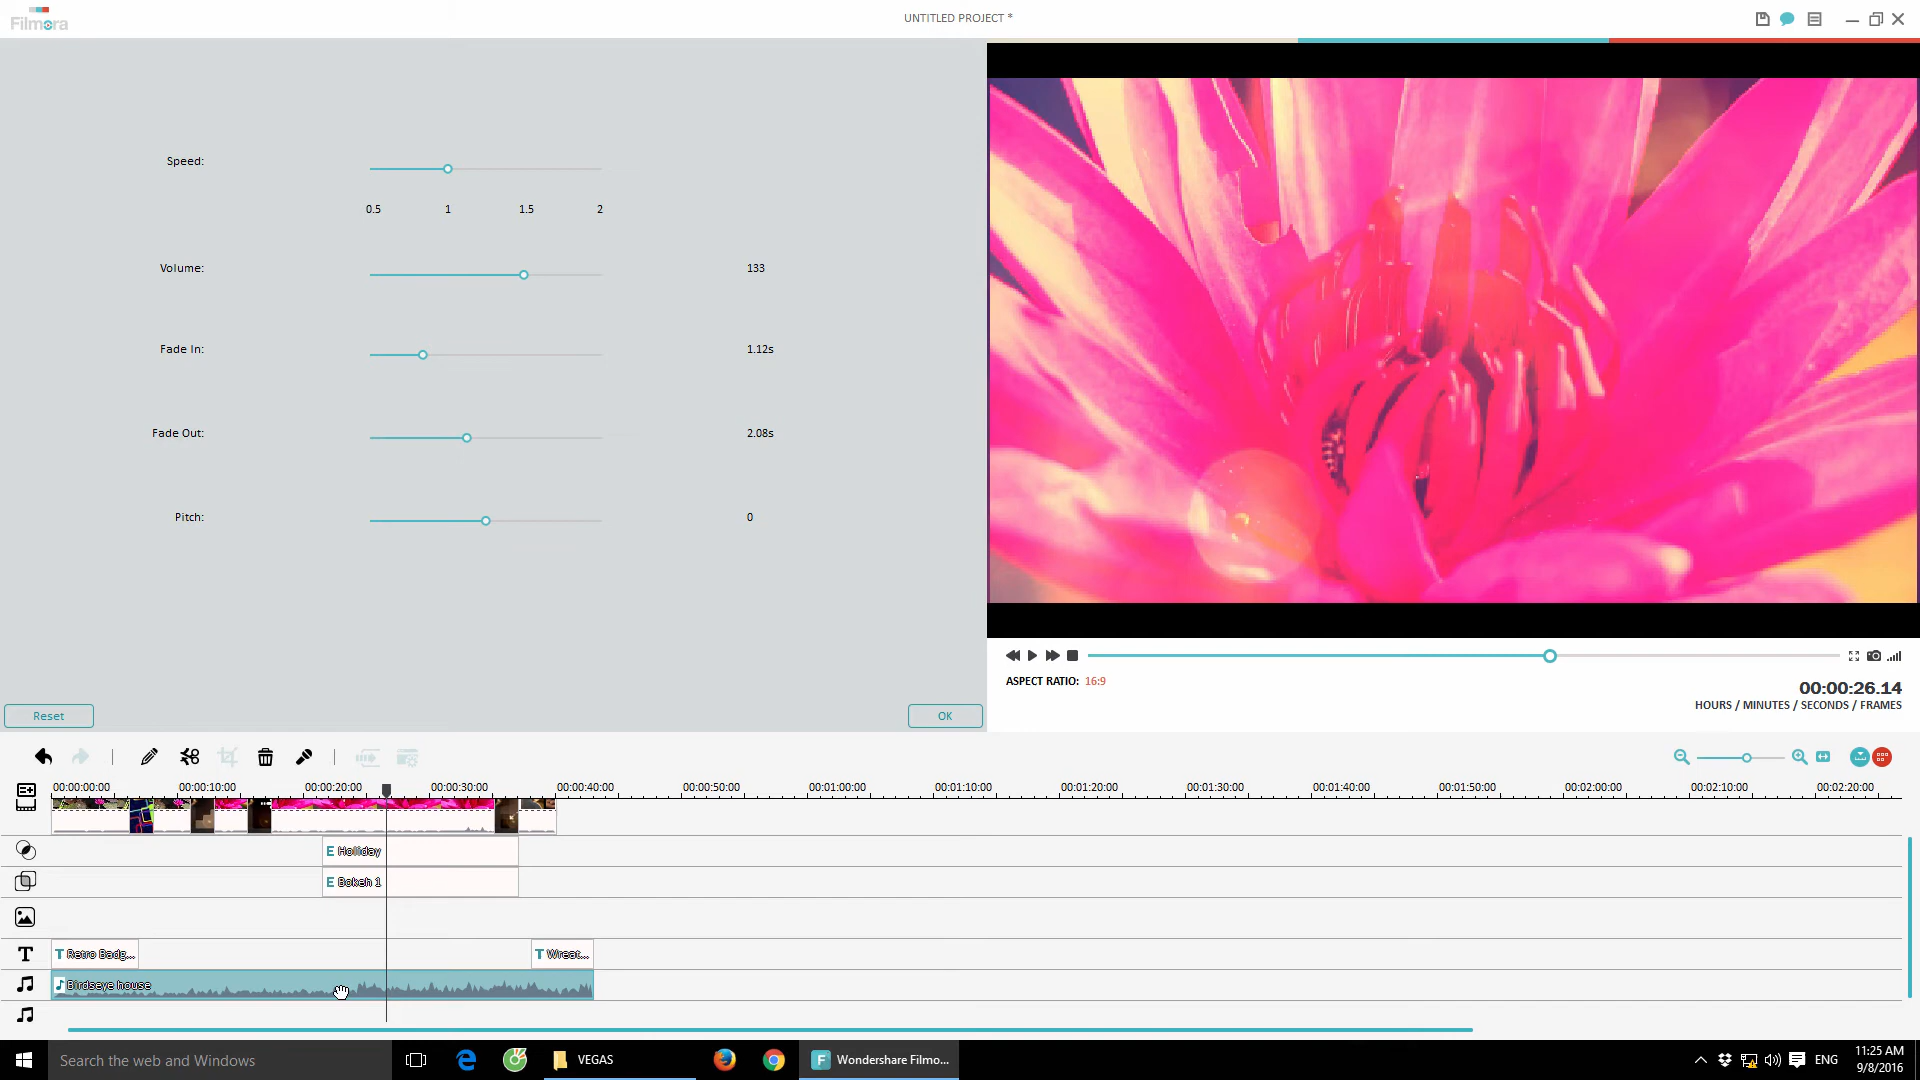 Filmora
UNTITLED PROJECT *
Speed:
0.5 1 1.5 2
Volume: 133
Fade In: 1.12s
Fade Out: 2.08s
Pitch: 0
Reset
OK
ASPECT RATIO: 16:9
00:00:26.14
HOURS / MINUTES / SECONDS / FRAMES
00:00:00:00 00:00:10:00 00:00:20:00 00:00:30:00 00:00:40:00 00:00:50:00 00:01:00:00 00:01:10:00 00:01:20:00 00:01:30:00 00:01:40:00 00:01:50:00 00:02:00:00 00:02:10:00 00:02:20:00
E Holiday
E Bokeh 1
T
T Retro Badg...
T Wreat...
Birdseye house
Search the web and Windows
VEGAS
F
Wondershare Filmo...
ENG
11:25 AM
9/8/2016